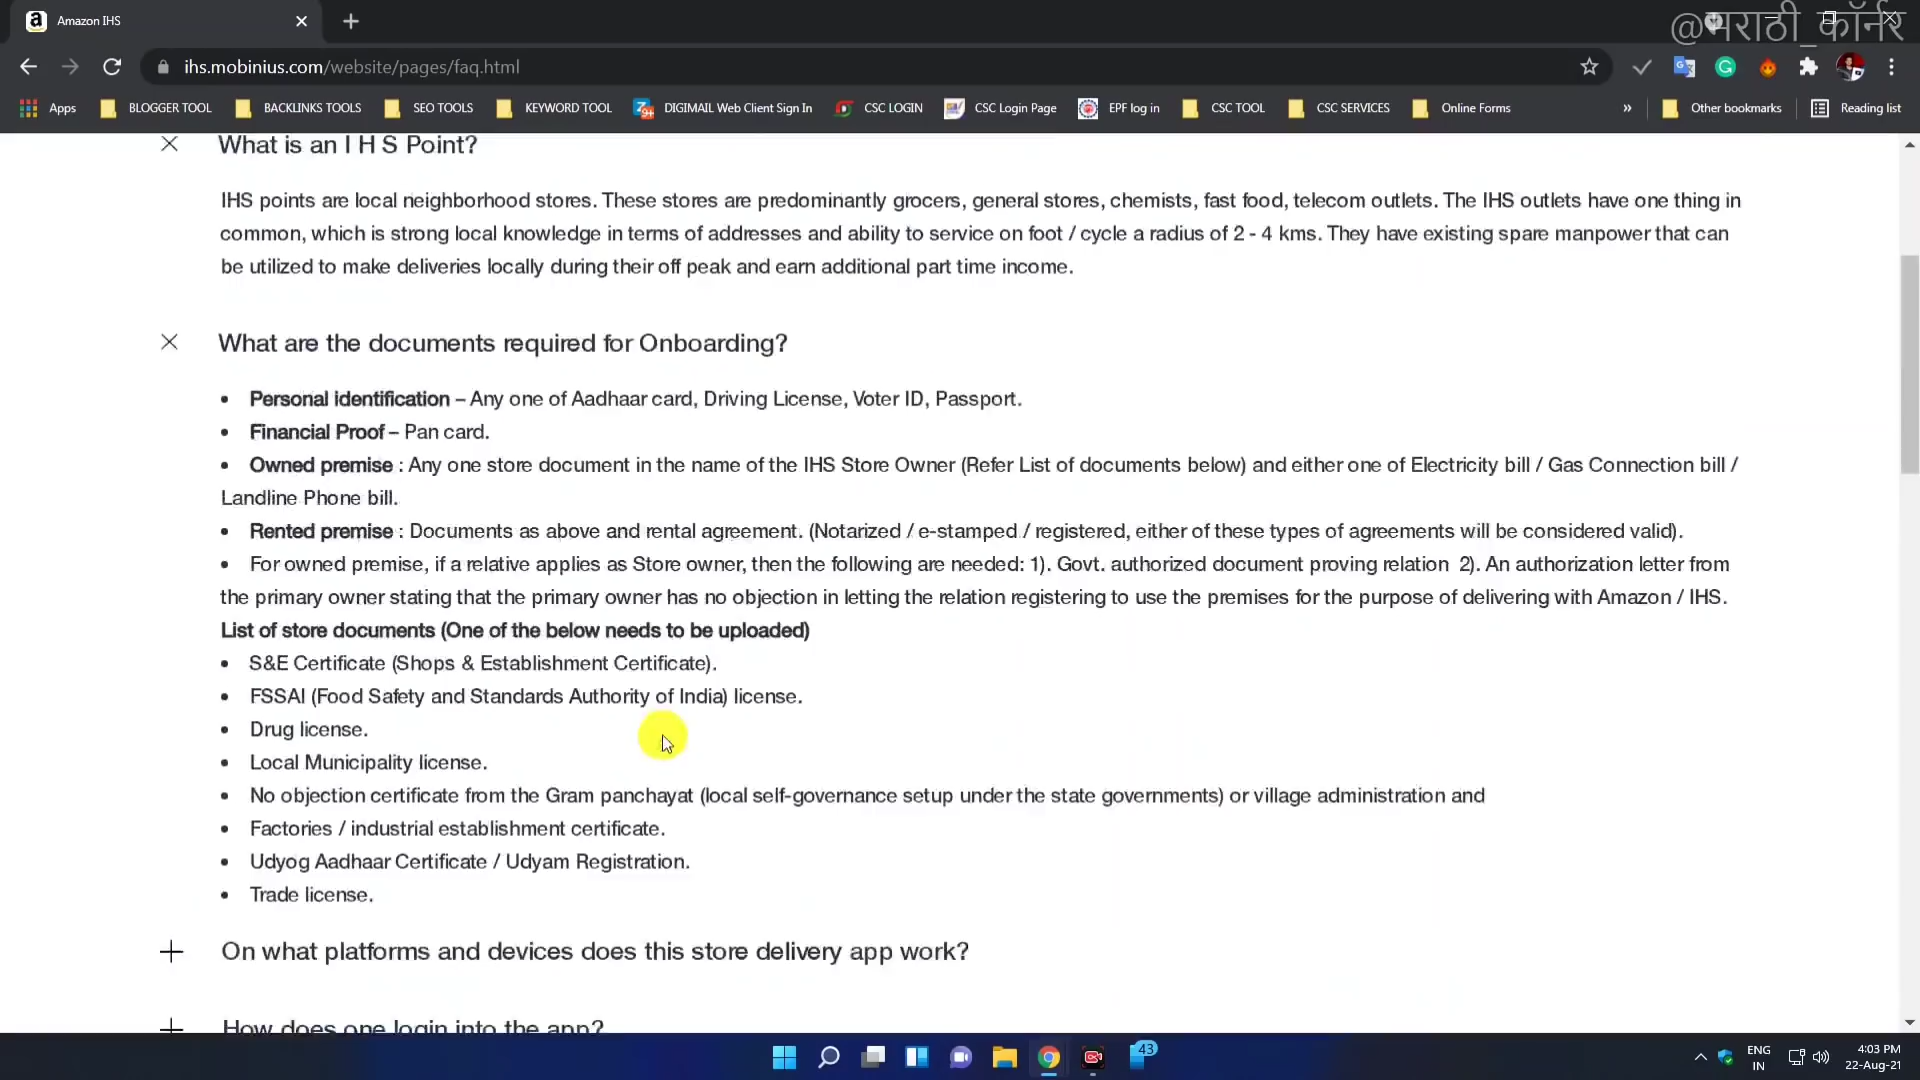 Amazon IHS
@मराठी_कॉर्नर
ihs.mobinius.com/website/pages/faq.html
Apps BLOGGER TOOL BACKLINKS TOOLS SEO TOOLS KEYWORD TOOL DIGIMAIL Web Client Sign In CSC LOGIN CSC Login Page EPF log in CSC TOOL CSC SERVICES Online Forms » Other bookmarks Reading list
What is an I H S Point?
IHS points are local neighborhood stores. These stores are predominantly grocers, general stores, chemists, fast food, telecom outlets. The IHS outlets have one thing in
common, which is strong local knowledge in terms of addresses and ability to service on foot / cycle a radius of 2 - 4 kms. They have existing spare manpower that can
be utilized to make deliveries locally during their off peak and earn additional part time income.
What are the documents required for Onboarding?
• Personal identification – Any one of Aadhaar card, Driving License, Voter ID, Passport.
• Financial Proof – Pan card.
• Owned premise : Any one store document in the name of the IHS Store Owner (Refer List of documents below) and either one of Electricity bill / Gas Connection bill /
Landline Phone bill.
• Rented premise : Documents as above and rental agreement. (Notarized / e-stamped / registered, either of these types of agreements will be considered valid).
• For owned premise, if a relative applies as Store owner, then the following are needed: 1). Govt. authorized document proving relation 2). An authorization letter from
the primary owner stating that the primary owner has no objection in letting the relation registering to use the premises for the purpose of delivering with Amazon / IHS.
List of store documents (One of the below needs to be uploaded)
• S&E Certificate (Shops & Establishment Certificate).
• FSSAI (Food Safety and Standards Authority of India) license.
• Drug license.
• Local Municipality license.
• No objection certificate from the Gram panchayat (local self-governance setup under the state governments) or village administration and
• Factories / industrial establishment certificate.
• Udyog Aadhaar Certificate / Udyam Registration.
• Trade license.
On what platforms and devices does this store delivery app work?
How does one login into the app?
43
ENG
IN
4:03 PM
22-Aug-21